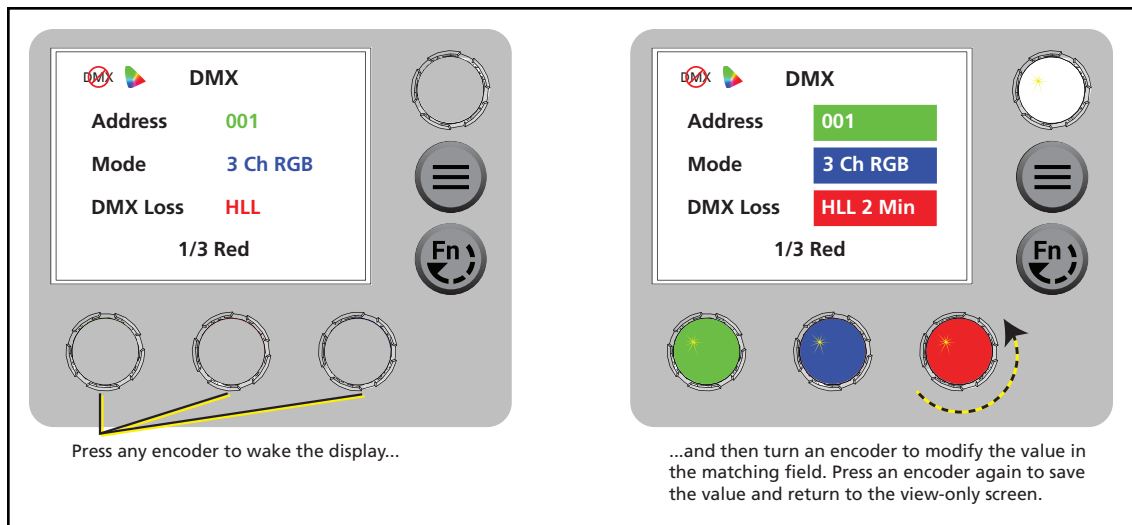 DMX DMX
Address 001
Mode 3 Ch RGB
DMX Loss HLL
1/3 Red
Fn
Press any encoder to wake the display...
DMX DMX
Address 001
Mode 3 Ch RGB
DMX Loss HLL 2 Min
1/3 Red
Fn
...and then turn an encoder to modify the value in
the matching field. Press an encoder again to save
the value and return to the view-only screen.